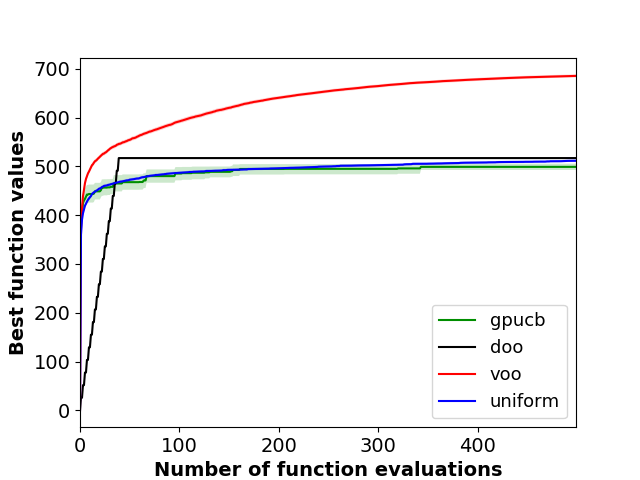 Best function values
700
600
500
400
300
200
100
0
gpucb
doo
voo
uniform
0 100 200 300 400
Number of function evaluations